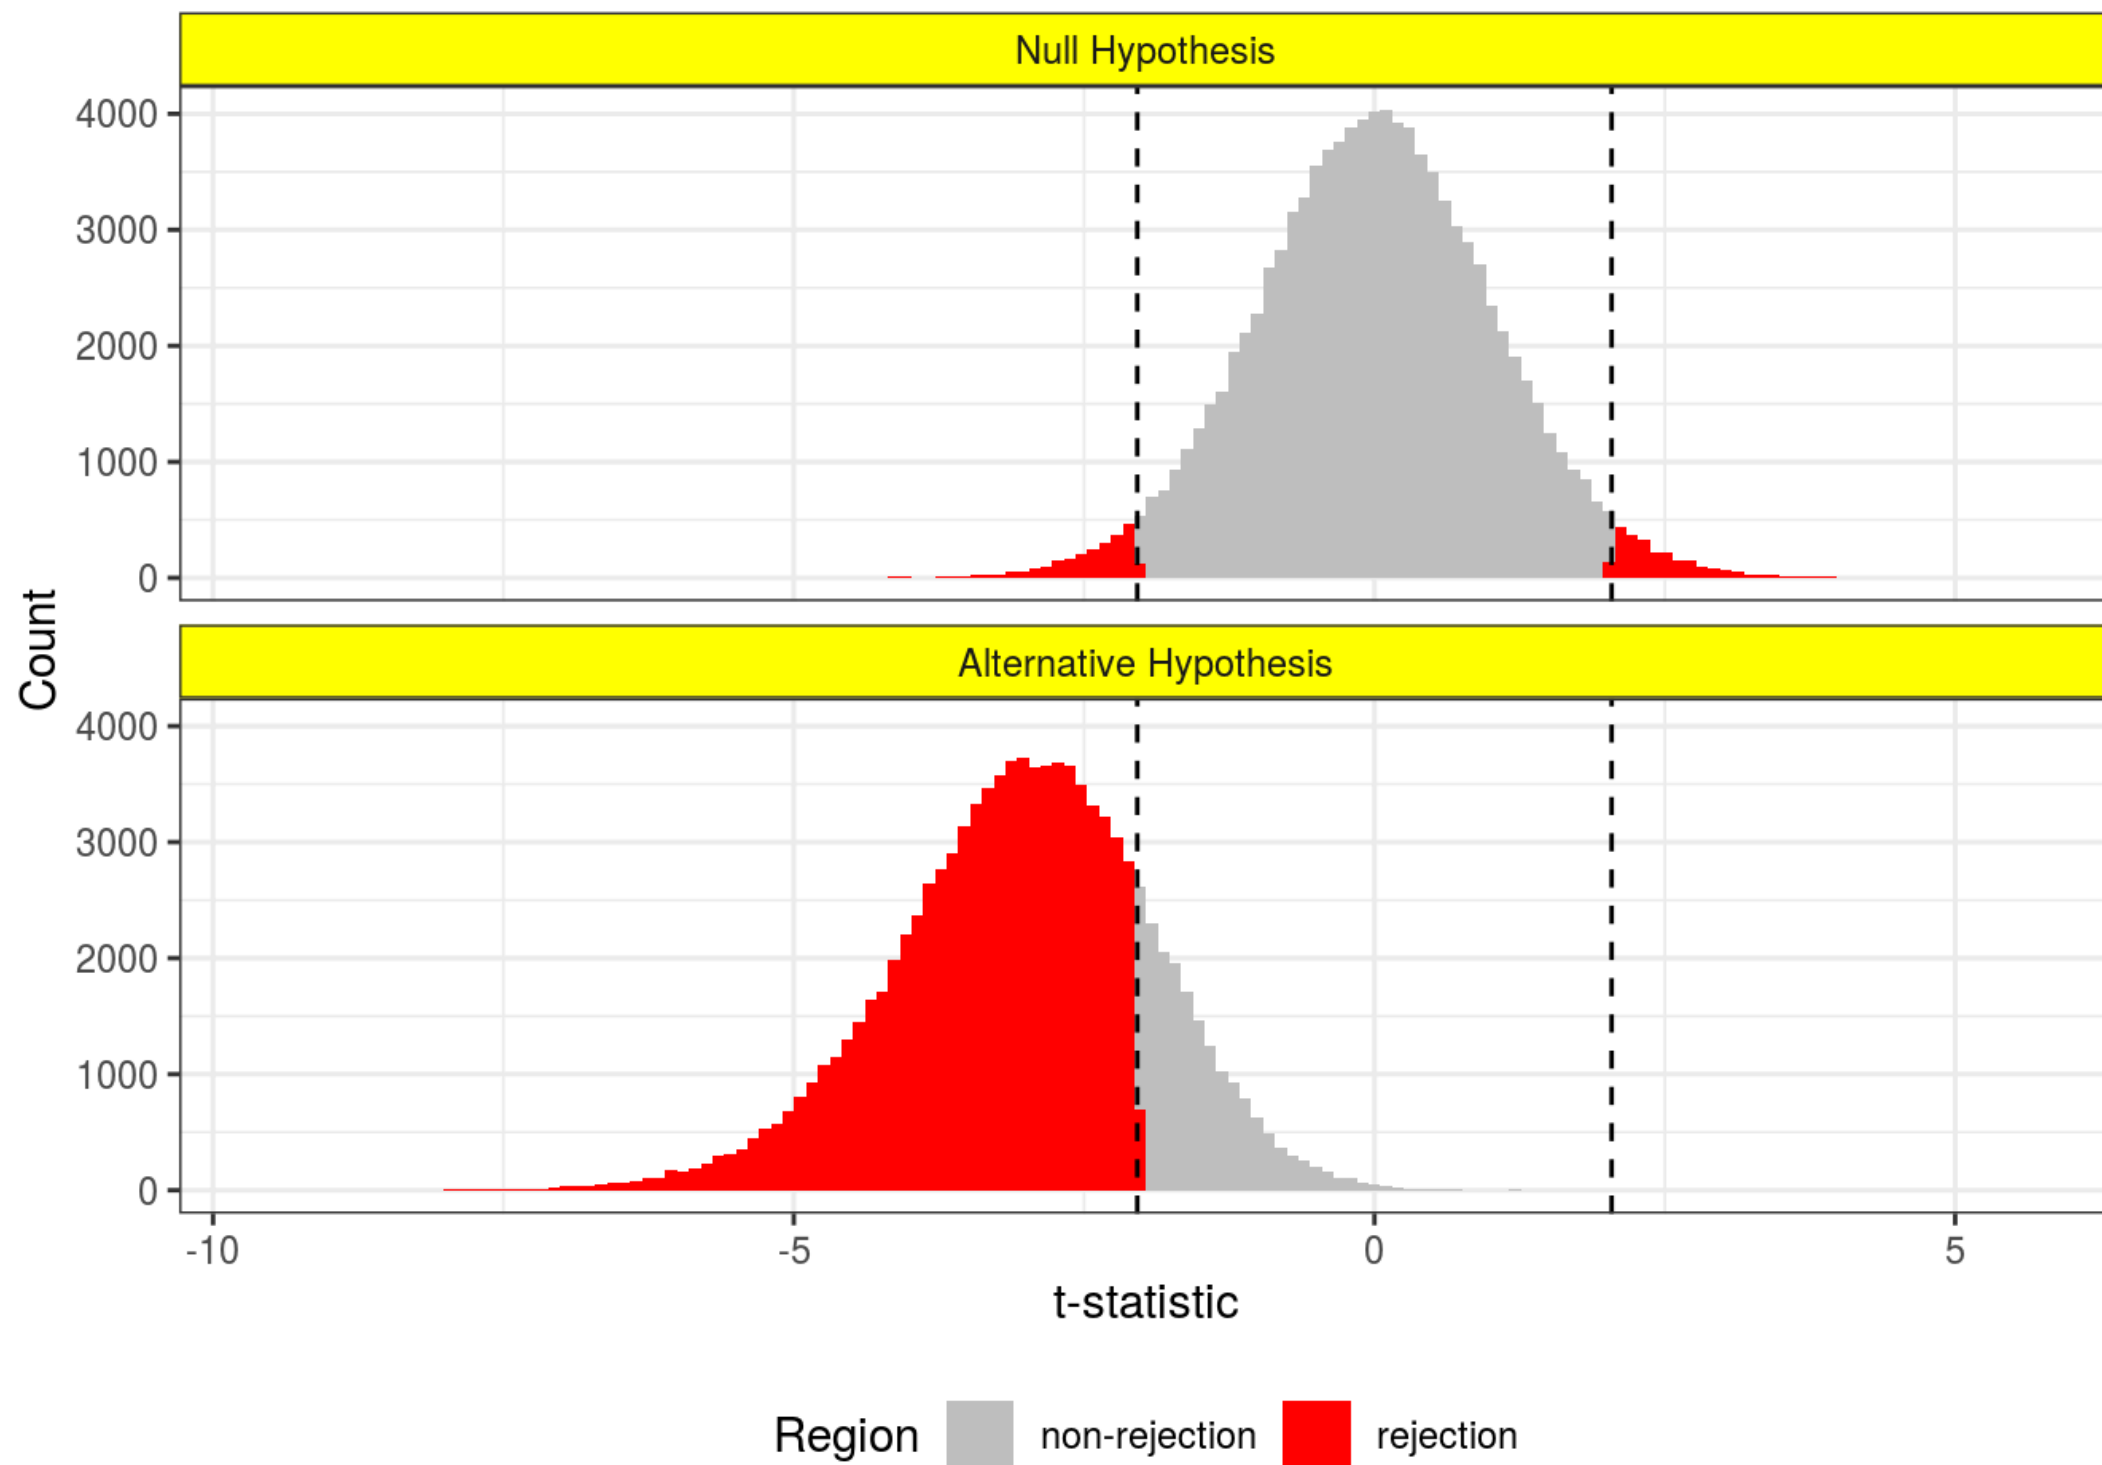 Null Hypothesis
4000
3000
2000
1000
0
Count
Alternative Hypothesis
4000
3000
2000
1000
0
-10 -5 0 5
t-statistic
Region non-rejection rejection